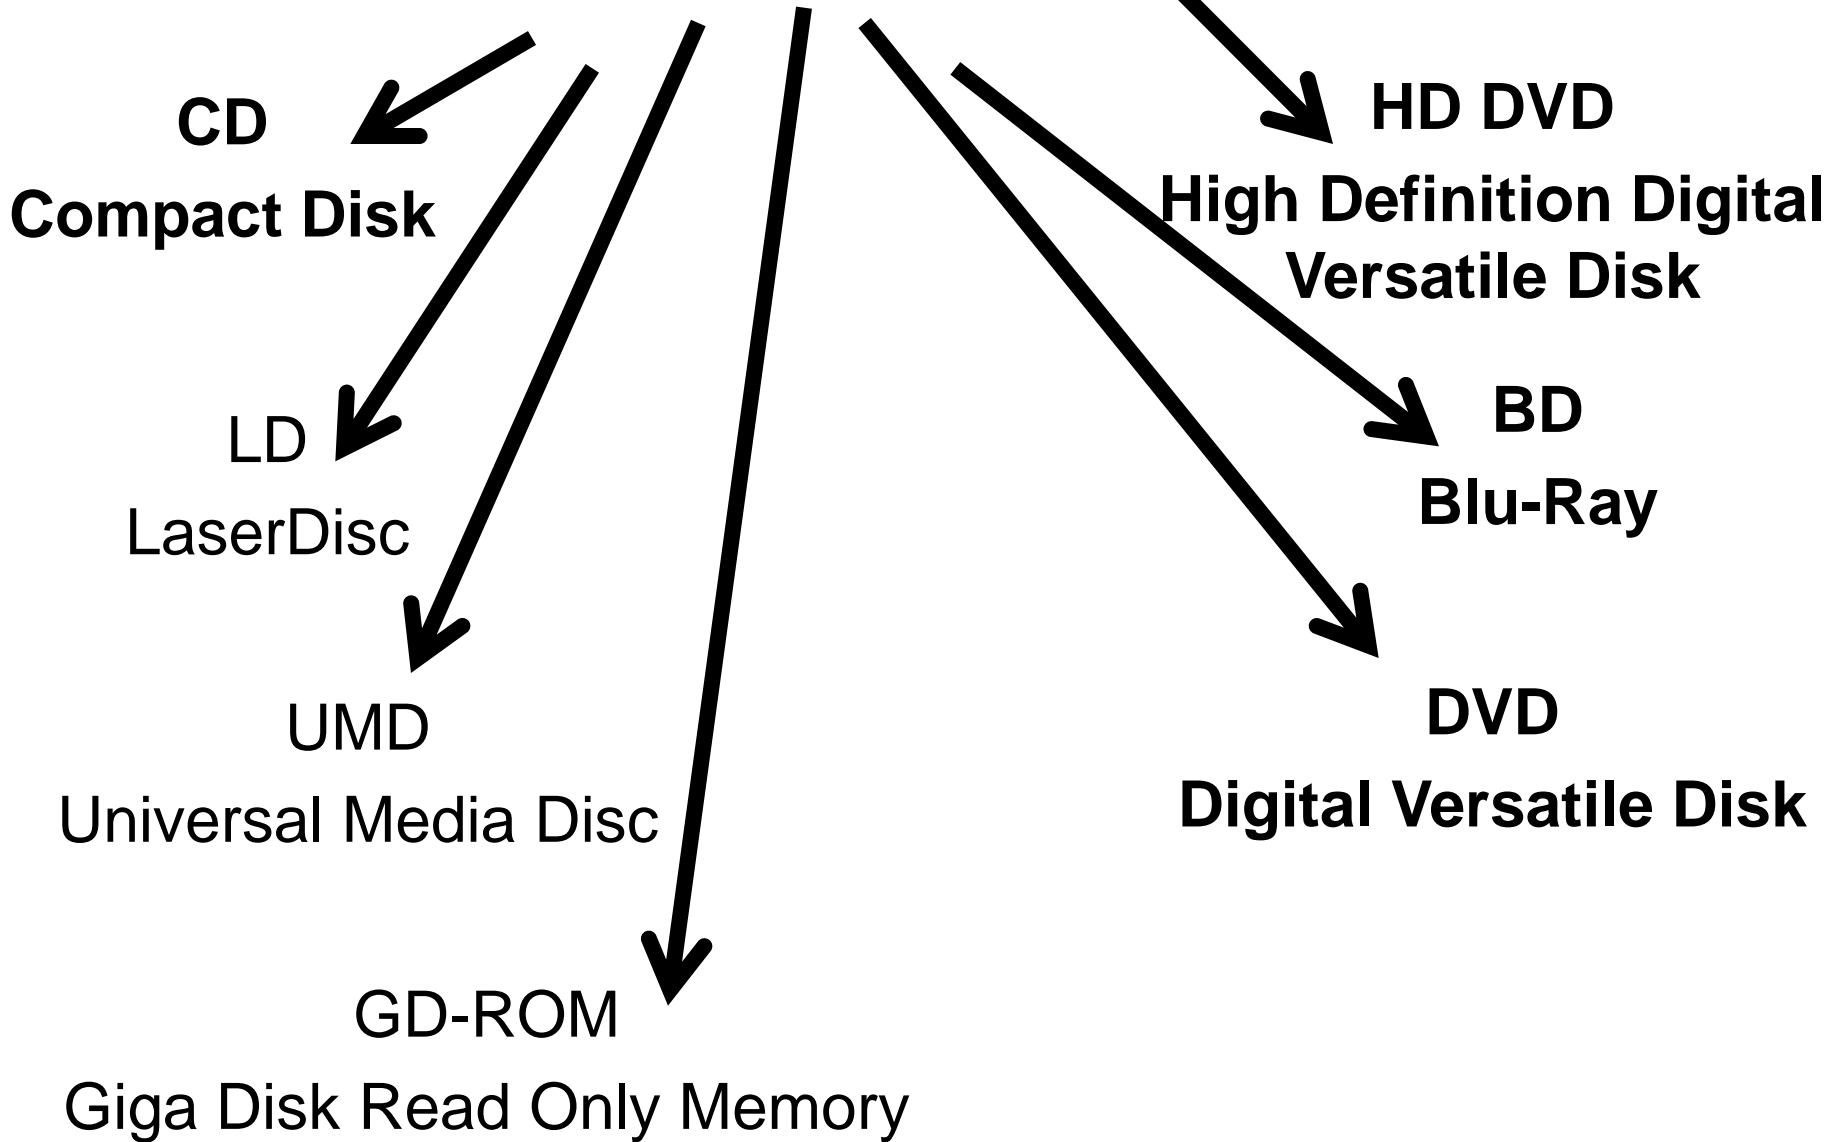 CD
Compact Disk
LD
LaserDisc
UMD
Universal Media Disc
GD-ROM
Giga Disk Read Only Memory
HD DVD
High Definition Digital
Versatile Disk
BD
Blu-Ray
DVD
Digital Versatile Disk